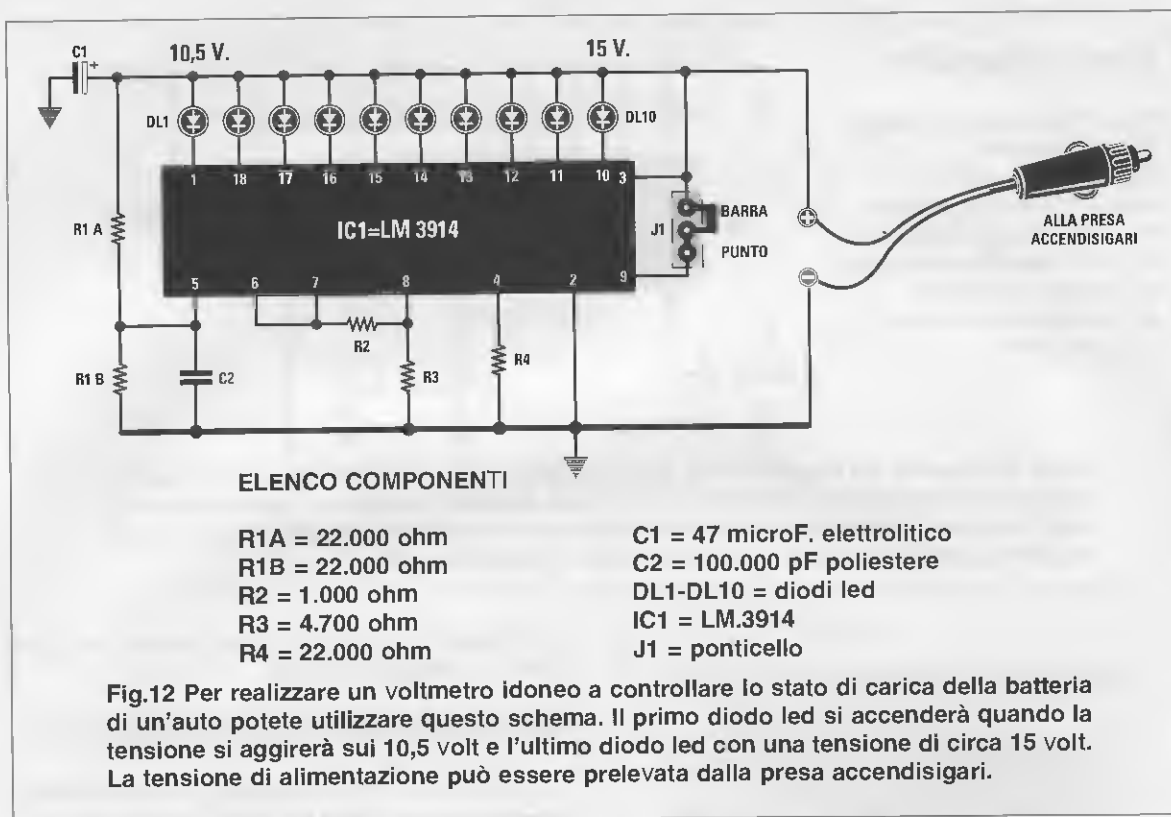 C1
+
10,5 V.
15 V.
DL1
DL10
1 18 17 16 15 14 13 12 11 10 3
R1 A
IC1=LM 3914
J1
BARRA
PUNTO
ALLA PRESA
ACCENDISIGARI
5 6 7 8 4 2 9
R2
R1 B
C2
R3
R4
ELENCO COMPONENTI
R1A = 22.000 ohm
R1B = 22.000 ohm
R2 = 1.000 ohm
R3 = 4.700 ohm
R4 = 22.000 ohm
C1 = 47 microF. elettrolitico
C2 = 100.000 pF poliestere
DL1-DL10 = diodi led
IC1 = LM.3914
J1 = ponticello
Fig.12 Per realizzare un voltmetro idoneo a controllare lo stato di carica della batteria
di un'auto potete utilizzare questo schema. Il primo diodo led si accenderà quando la
tensione si aggirerà sui 10,5 volt e l'ultimo diodo led con una tensione di circa 15 volt.
La tensione di alimentazione può essere prelevata dalla presa accendisigari.